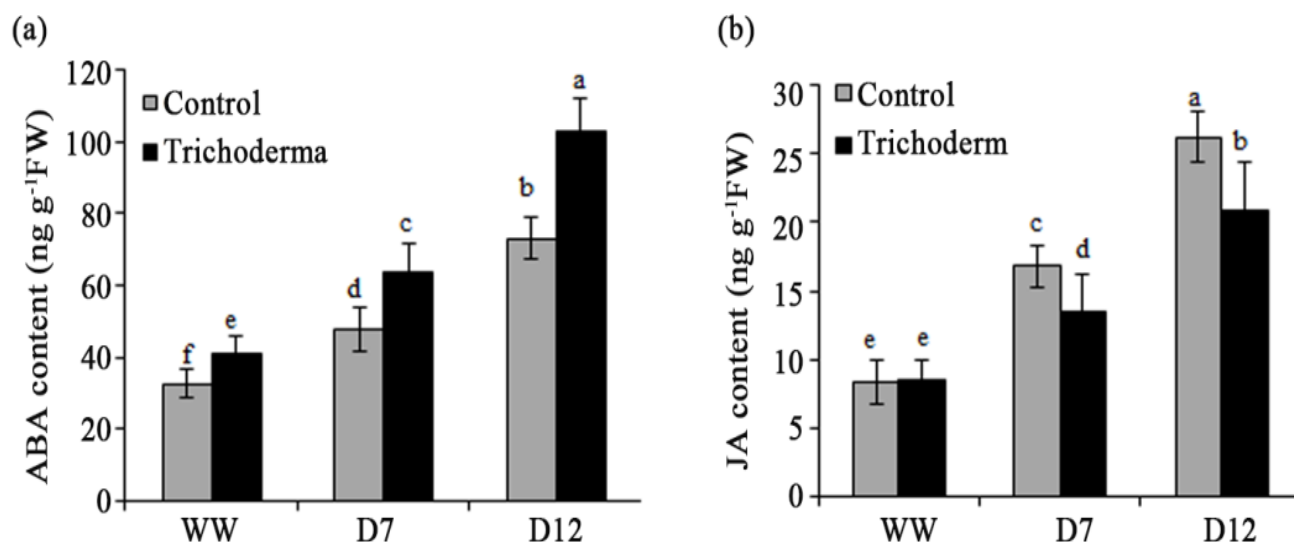 (a)
ABA content (ng g⁻¹FW)
120
100
80
60
40
20
0
Control
Trichoderma
f
e
d
c
b
a
WW
D7
D12
(b)
JA content (ng g⁻¹FW)
30
25
20
15
10
5
0
Control
Trichoderm
e
e
c
d
a
b
WW
D7
D12